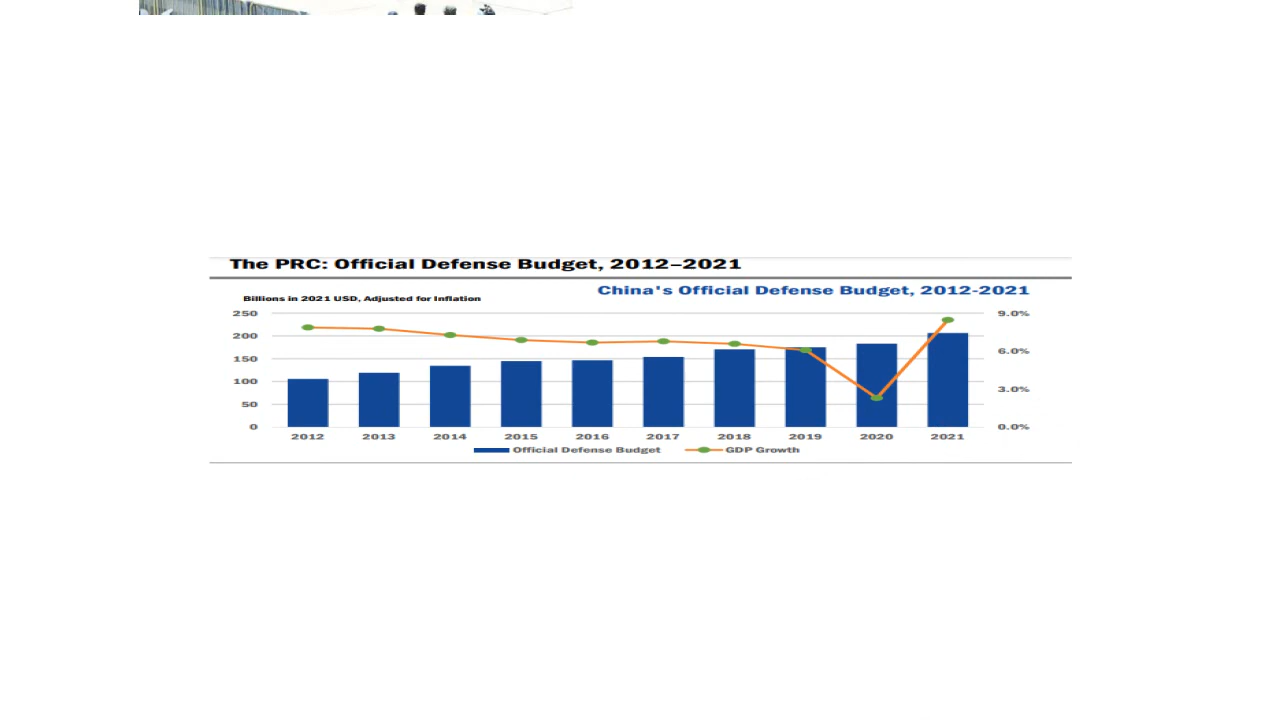 The PRC: Official Defense Budget, 2012–2021
China's Official Defense Budget, 2012-2021
Billions in 2021 USD, Adjusted for Inflation
250 9.0%
200
150 6.0%
100 3.0%
50
0 0.0%
2012 2013 2014 2015 2016 2017 2018 2019 2020 2021
Official Defense Budget GDP Growth